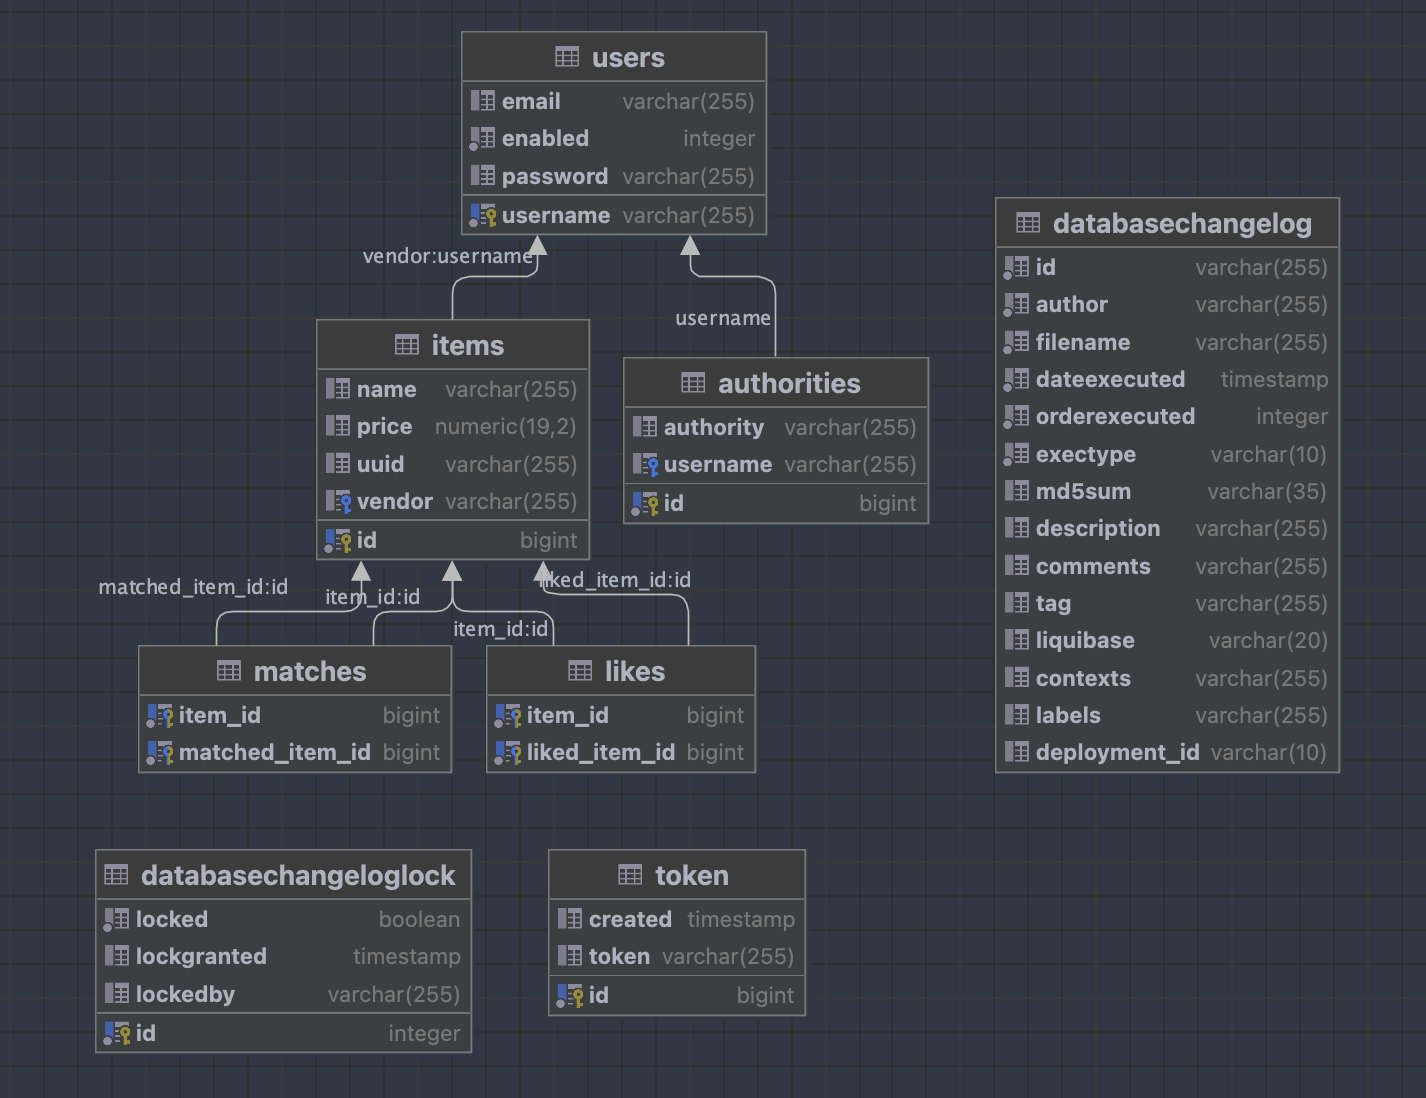 users
email varchar(255)
enabled integer
password varchar(255)
username varchar(255)
vendor:username
username
items
name varchar(255)
price numeric(19,2)
uuid varchar(255)
vendor varchar(255)
id bigint
authorities
authority varchar(255)
username varchar(255)
id bigint
matched_item_id:id
item_id:id
item_id:id
liked_item_id:id
matches
item_id bigint
matched_item_id bigint
likes
item_id bigint
liked_item_id bigint
databasechangelog
id varchar(255)
author varchar(255)
filename varchar(255)
dateexecuted timestamp
orderexecuted integer
exectype varchar(10)
md5sum varchar(35)
description varchar(255)
comments varchar(255)
tag varchar(255)
liquibase varchar(20)
contexts varchar(255)
labels varchar(255)
deployment_id varchar(10)
databasechangeloglock
locked boolean
lockgranted timestamp
lockedby varchar(255)
id integer
token
created timestamp
token varchar(255)
id bigint